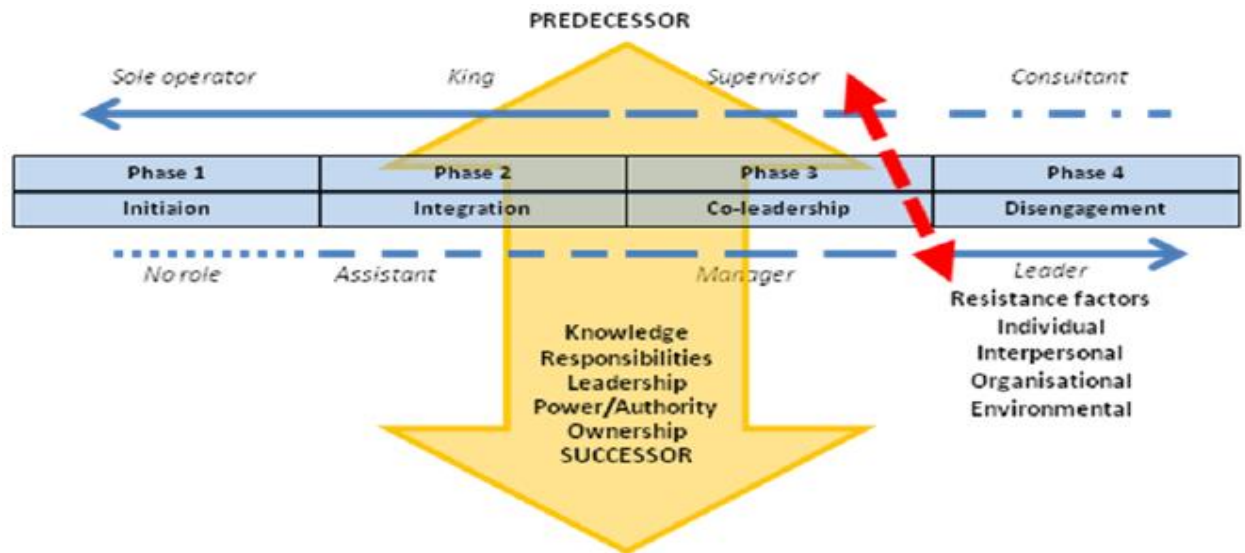 PREDECESSOR
Sole operator King Supervisor Consultant
Phase 1 Phase 2 Phase 3 Phase 4
Initiaion Integration Co-leadership Disengagement
No role Assistant Manager Leader
Knowledge
Responsibilities
Leadership
Power/Authority
Ownership
SUCCESSOR
Resistance factors
Individual
Interpersonal
Organisational
Environmental